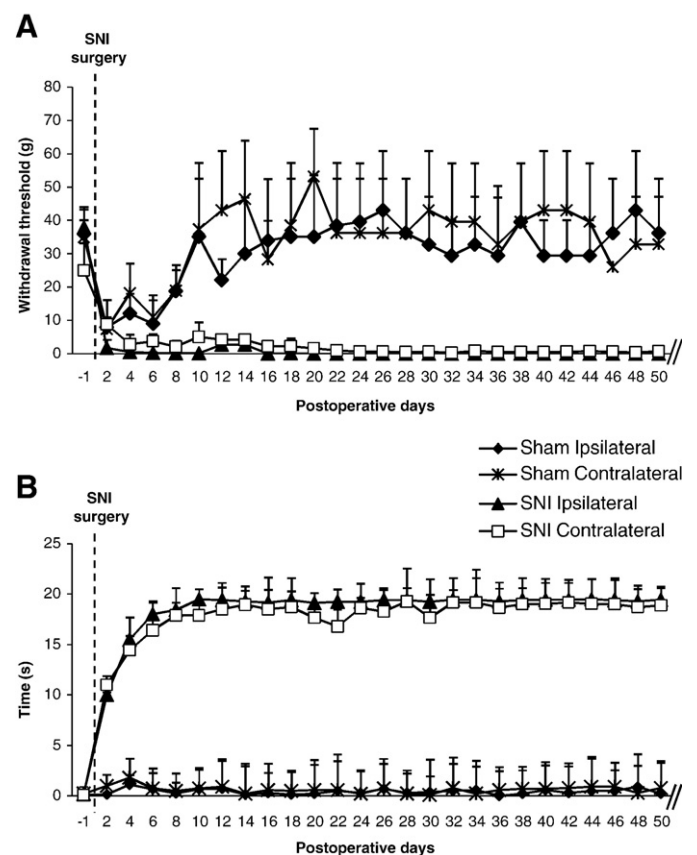 A
SNI
surgery
80
70
60
50
40
30
20
10
0
Withdrawal threshold (g)
-1 2 4 6 8 10 12 14 16 18 20 22 24 26 28 30 32 34 36 38 40 42 44 46 48 50
Postoperative days
Sham Ipsilateral
Sham Contralateral
SNI Ipsilateral
SNI Contralateral
B
SNI
surgery
25
20
15
10
5
0
Time (s)
-1 2 4 6 8 10 12 14 16 18 20 22 24 26 28 30 32 34 36 38 40 42 44 46 48 50
Postoperative days